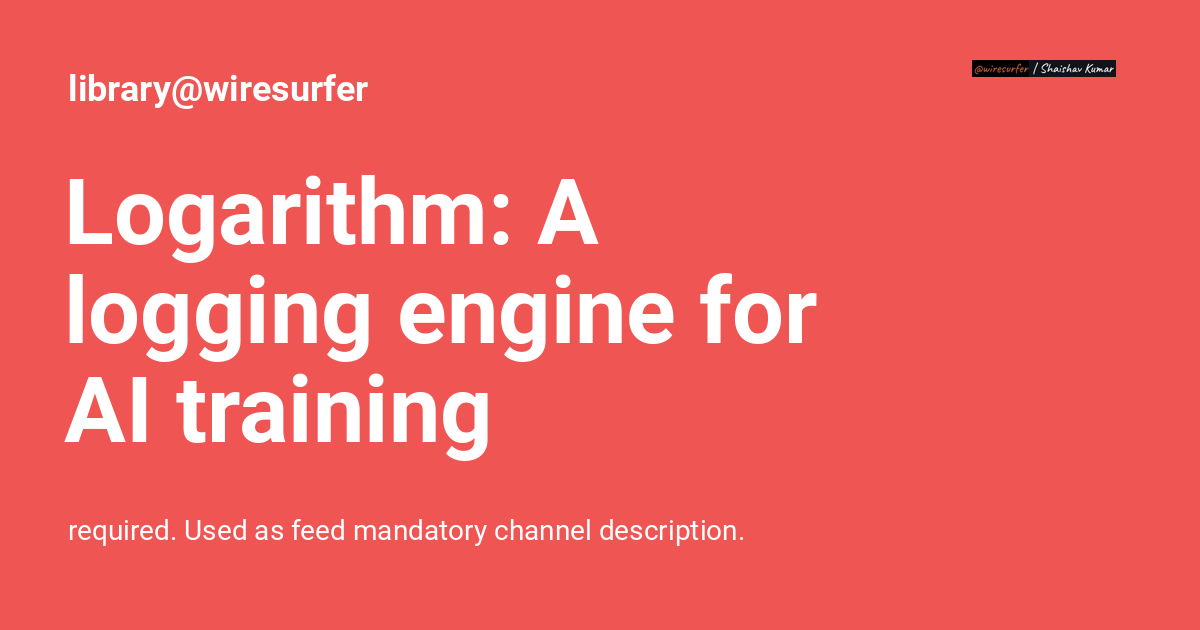 library@wiresurfer
@wiresurfer / Shaishav Kumar
Logarithm: A
logging engine for
AI training
required. Used as feed mandatory channel description.